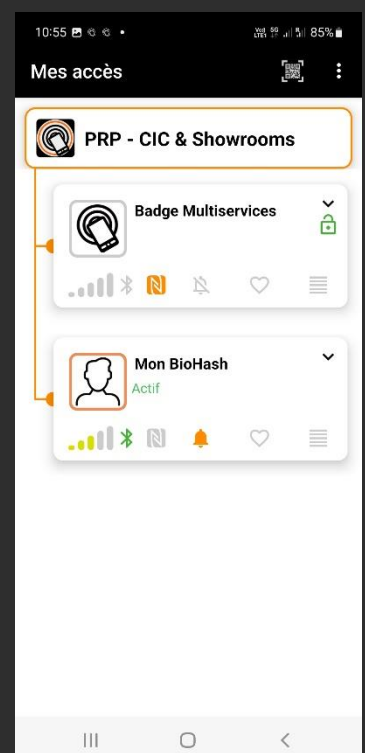 10:55
85%
Mes accès
PRP - CIC & Showrooms
Badge Multiservices
Mon BioHash
Actif